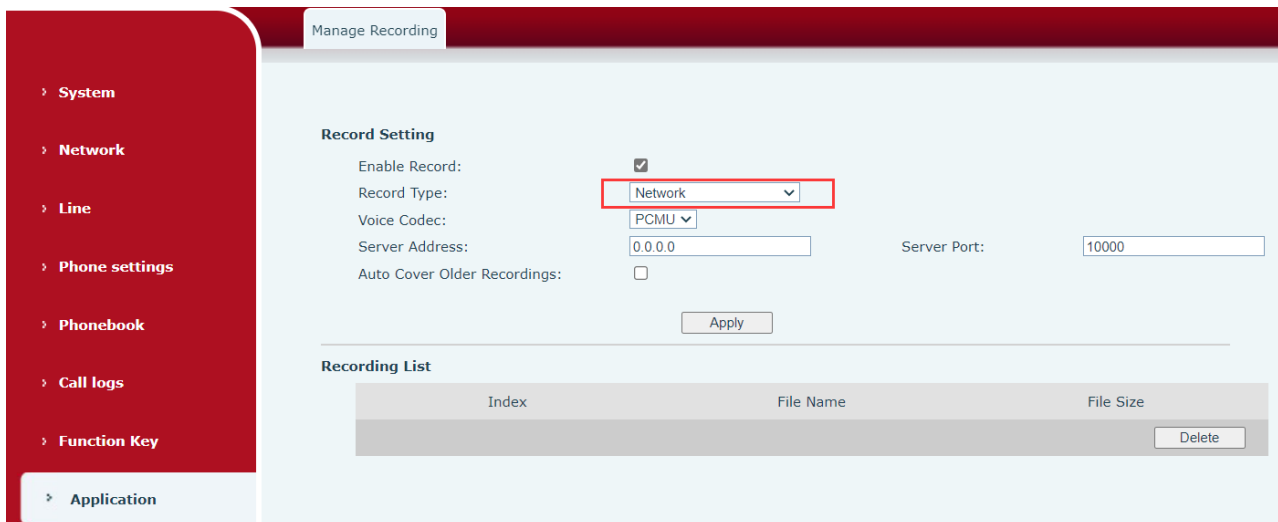 Manage Recording
System
Network
Line
Phone settings
Phonebook
Call logs
Function Key
Application
Record Setting
Enable Record:
Record Type: Network
Voice Codec: PCMU
Server Address: 0.0.0.0 Server Port: 10000
Auto Cover Older Recordings:
Apply
Recording List
Index File Name File Size
Delete